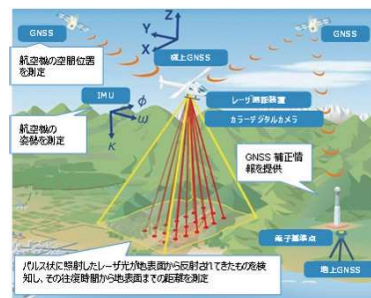 GNSS
GNSS
Z
Y
X
航空機の空間位置
を測定
機上GNSS
IMU
φ
ω
κ
レーザ測距装置
カラーデジタルカメラ
航空機の
姿勢を測定
GNSS 補正情
報を提供
電子基準点
地上GNSS
パルス状に照射したレーザ光が地表面から反射されてきたものを検
知し、その往復時間から地表面までの距離を測定